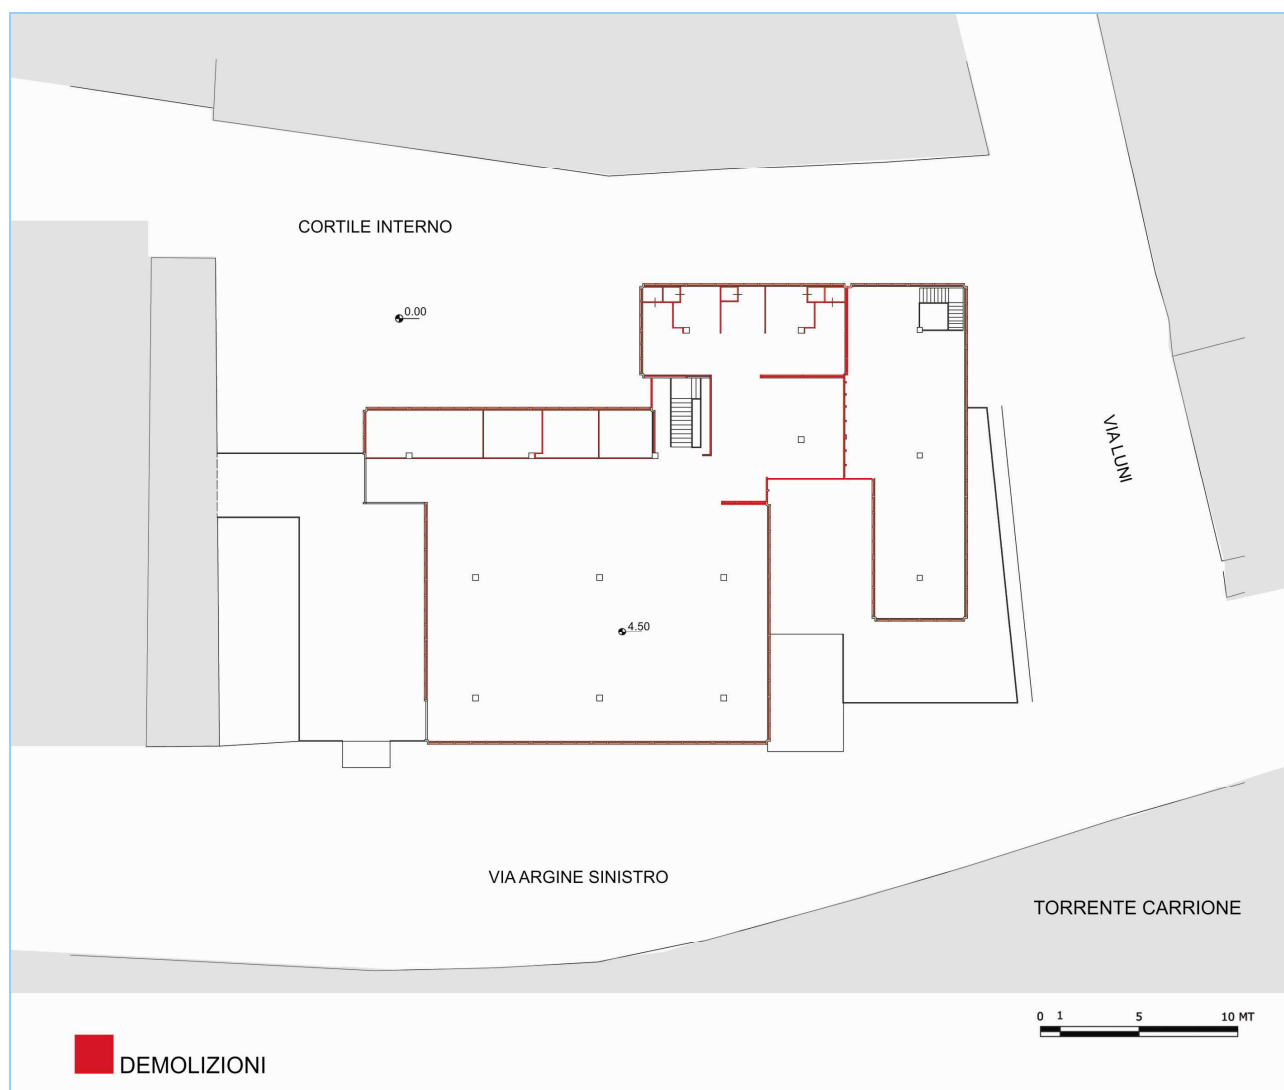 CORTILE INTERNO
0.00
VIA LUNI
4.50
VIA ARGINE SINISTRO
TORRENTE CARRIONE
0 1 5 10 MT
DEMOLIZIONI